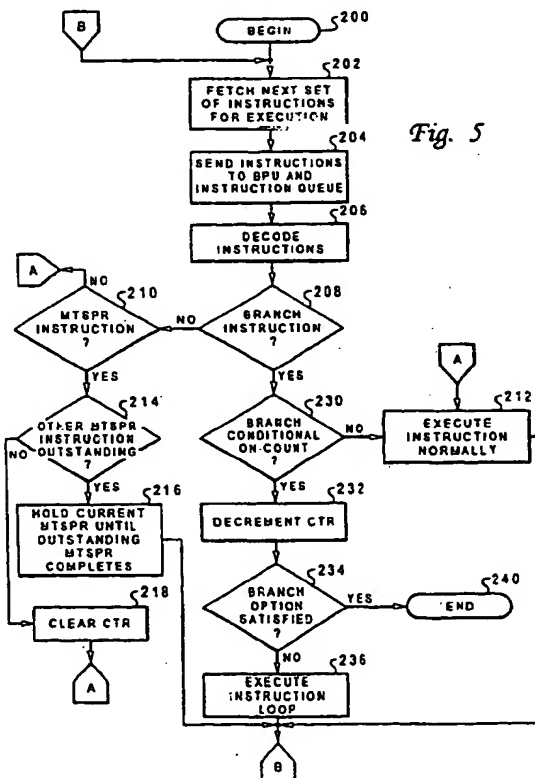 B
BEGIN
200
202
FETCH NEXT SET
OF INSTRUCTIONS
FOR EXECUTION
Fig. 5
204
SEND INSTRUCTIONS
TO BPU AND
INSTRUCTION QUEUE
206
DECODE
INSTRUCTIONS
A
NO
210
MTSPR
INSTRUCTION
?
NO
208
BRANCH
INSTRUCTION
?
YES
YES
A
214
OTHER MTSPR
INSTRUCTION
OUTSTANDING
?
NO
230
BRANCH
CONDITIONAL
ON-COUNT
?
NO
212
EXECUTE
INSTRUCTION
NORMALLY
YES
216
HOLD CURRENT
MTSPR UNTIL
OUTSTANDING
MTSPR
COMPLETES
YES
232
DECREMENT CTR
234
BRANCH
OPTION
SATISFIED
?
YES
240
END
218
CLEAR CTR
NO
236
EXECUTE
INSTRUCTION
LOOP
A
B